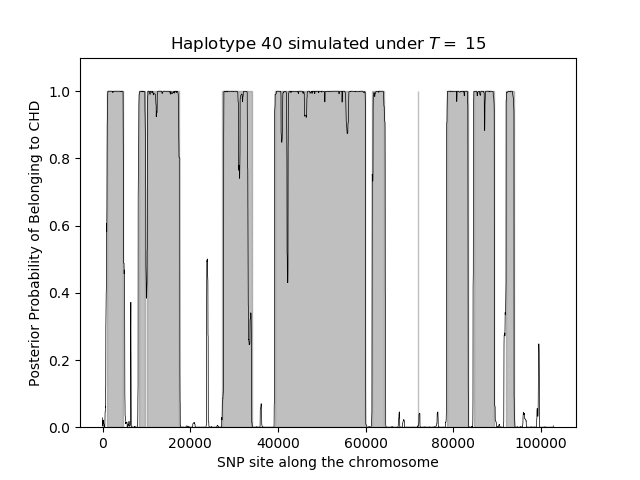 Haplotype 40 simulated under T = 15
Posterior Probability of Belonging to CHD
1.0
0.8
0.6
0.4
0.2
0.0
0 20000 40000 60000 80000 100000
SNP site along the chromosome